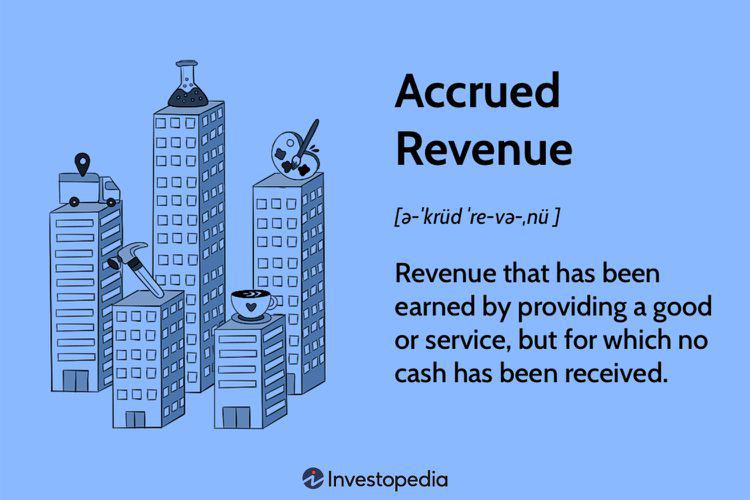 Accrued
Revenue
[ə-ˈkrüd ˈre-və-ˌnü ]
Revenue that has been
earned by providing a good
or service, but for which no
cash has been received.
Investopedia